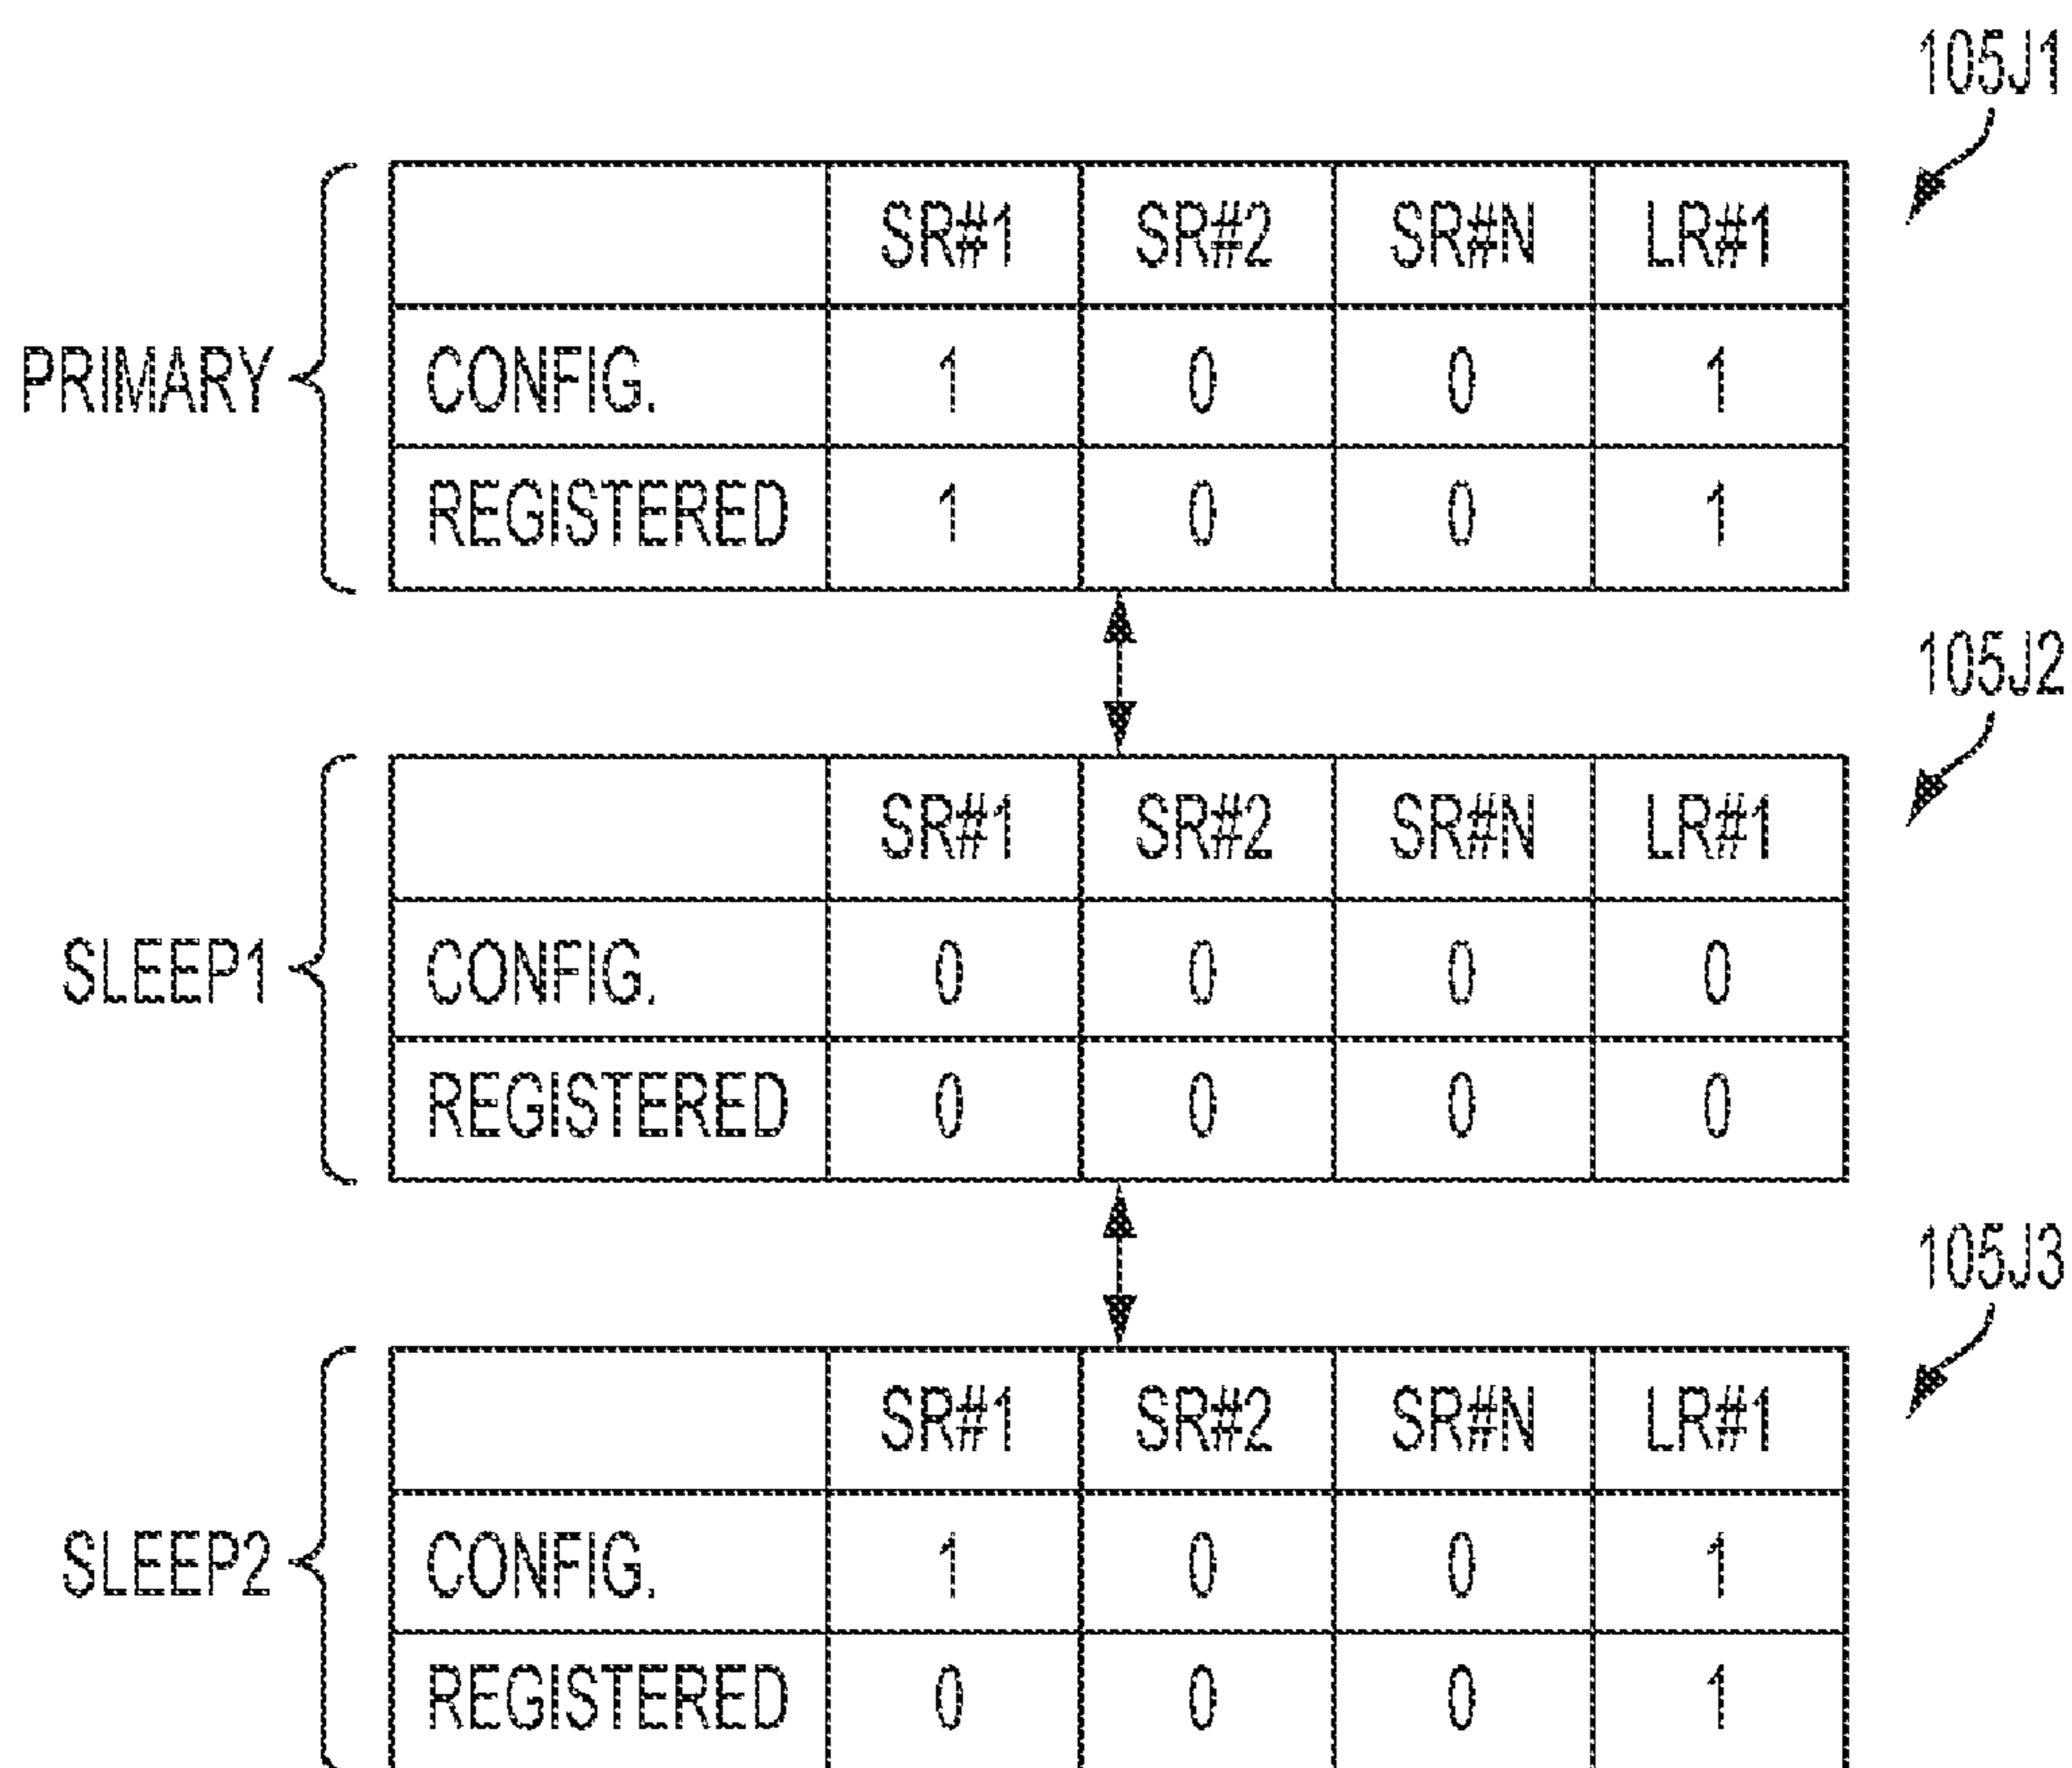 105J1
SR#1 SR#2 SR#N LR#1
PRIMARY CONFIG. 1 0 0 1
REGISTERED 1 0 0 1
105J2
SR#1 SR#2 SR#N LR#1
SLEEP1 CONFIG. 0 0 0 0
REGISTERED 0 0 0 0
105J3
SR#1 SR#2 SR#N LR#1
SLEEP2 CONFIG. 1 0 0 1
REGISTERED 0 0 0 1